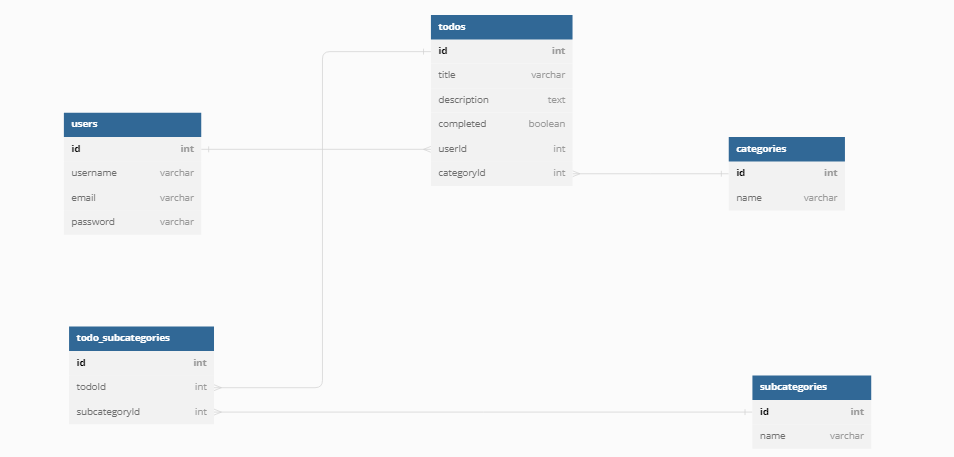 todos
id int
title varchar
description text
completed boolean
userId int
categoryId int
users
id int
username varchar
email varchar
password varchar
categories
id int
name varchar
todo_subcategories
id int
todoId int
subcategoryId int
subcategories
id int
name varchar